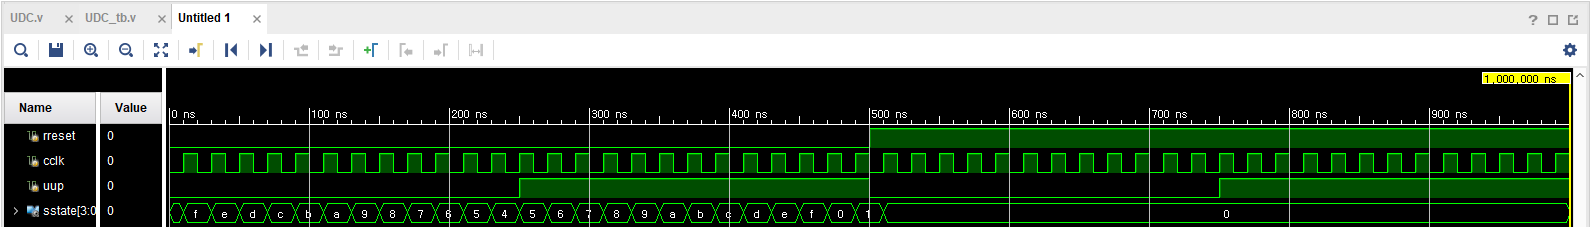 UDC.v × UDC_tb.v × Untitled 1 ×
? 
1,000,000 ns
Name Value
0 ns 100 ns 200 ns 300 ns 400 ns 500 ns 600 ns 700 ns 800 ns 900 ns
rreset 0
cclk 0
uup 0
sstate[3:0 0 f e d c b a 9 8 7 6 5 4 5 6 7 8 9 a b c d e f 0 1 0